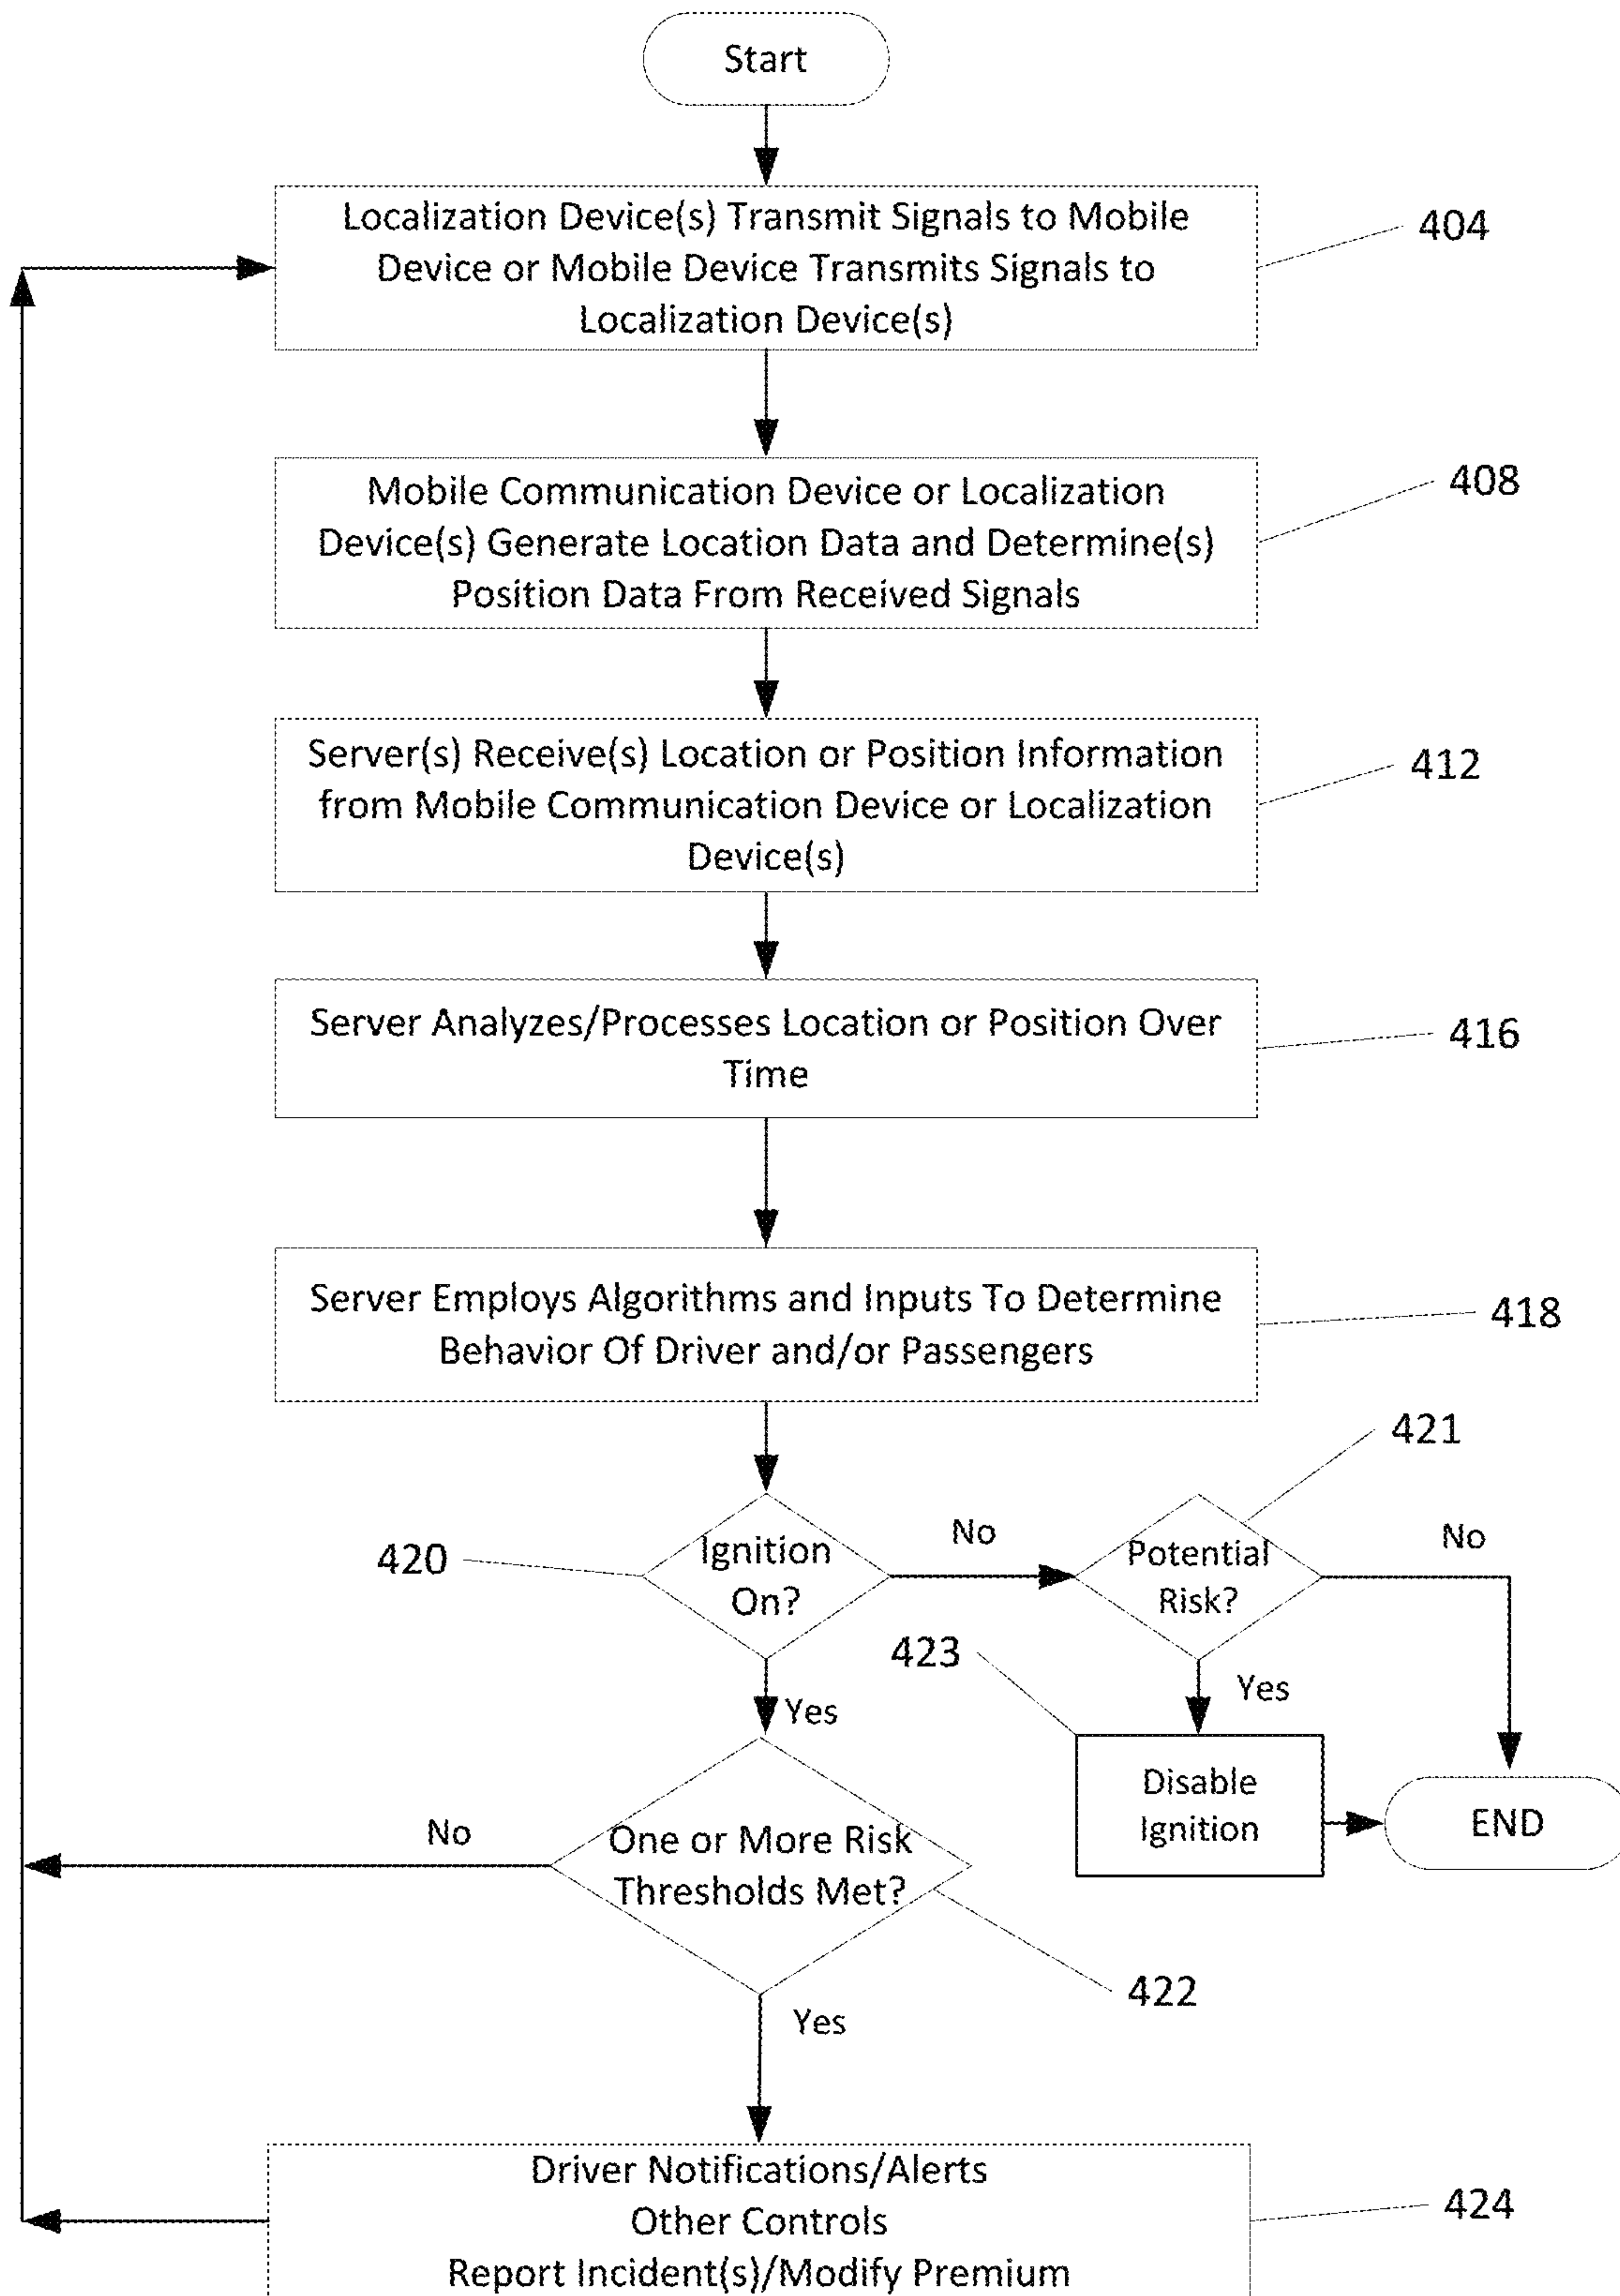 Start
Localization Device(s) Transmit Signals to Mobile
Device or Mobile Device Transmits Signals to
Localization Device(s)
404
Mobile Communication Device or Localization
Device(s) Generate Location Data and Determine(s)
Position Data From Received Signals
408
Server(s) Receive(s) Location or Position Information
from Mobile Communication Device or Localization
Device(s)
412
Server Analyzes/Processes Location or Position Over
Time
416
Server Employs Algorithms and Inputs To Determine
Behavior Of Driver and/or Passengers
418
420
Ignition
On?
No
421
Potential
Risk?
No
Yes
423
Yes
Disable
Ignition
END
No
One or More Risk
Thresholds Met?
422
Yes
Driver Notifications/Alerts
Other Controls
Report Incident(s)/Modify Premium
424